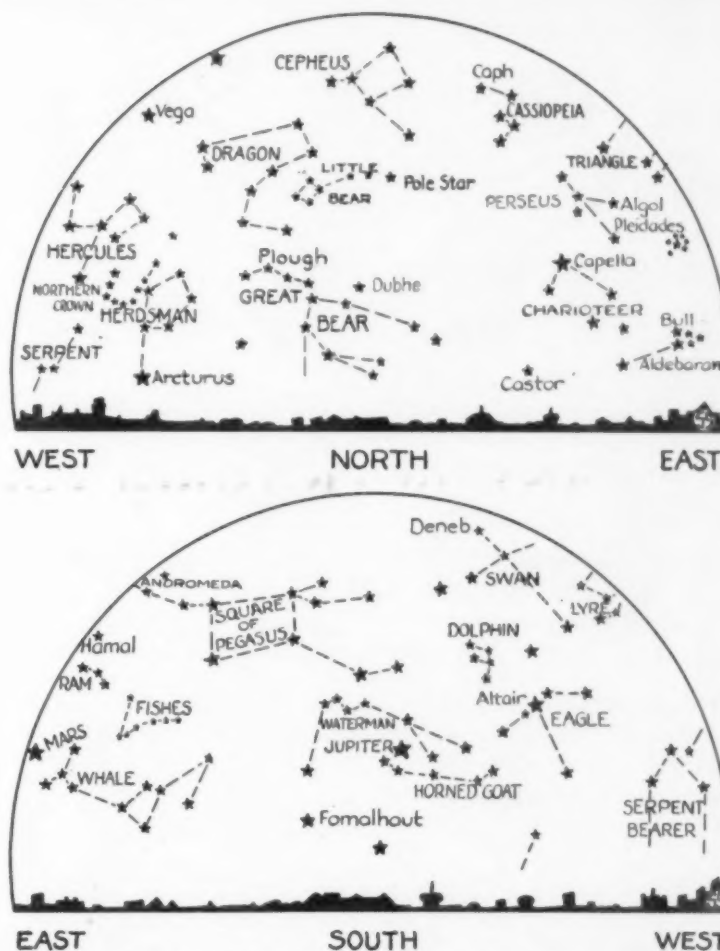 CEPHEUS
Caph
CASSIOPEIA
Vega
DRAGON
LITTLE
BEAR
Pole Star
TRIANGLE
PERSEUS
Algol
Pleidades
HERCULES
Plough
Capella
NORTHERN
CROWN
HERDSMAN
GREAT
BEAR
Dubhe
CHARIOTEER
Bull
SERPENT
Arcturus
Castor
Aldebaran
WEST NORTH EAST
Deneb
ANDROMEDA
SWAN
SQUARE
OF
PEGASUS
LYRE
Hamal
DOLPHIN
RAM
FISHES
Altair
EAGLE
WATERMAN
MARS
JUPITER
WHALE
HORNED GOAT
SERPENT
BEARER
Fomalhaut
EAST SOUTH WEST